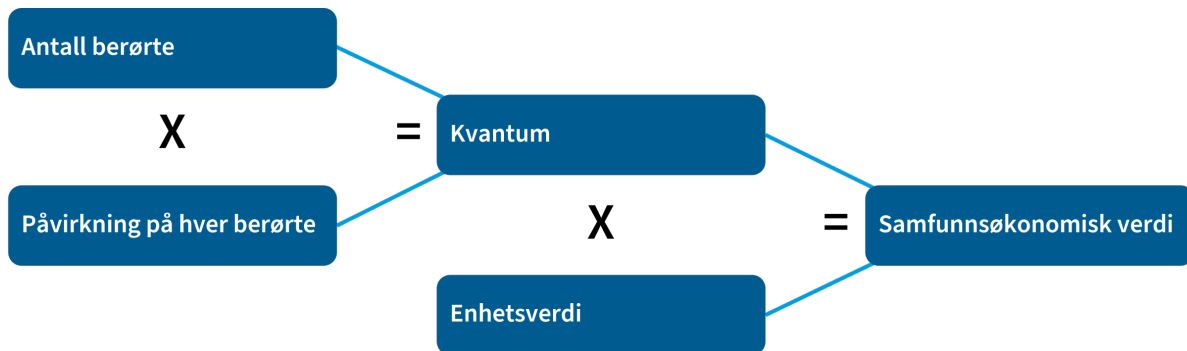 Antall berørte
X
=
Kvantum
Påvirkning på hver berørte
X
=
Samfunnsøkonomisk verdi
Enhetsverdi